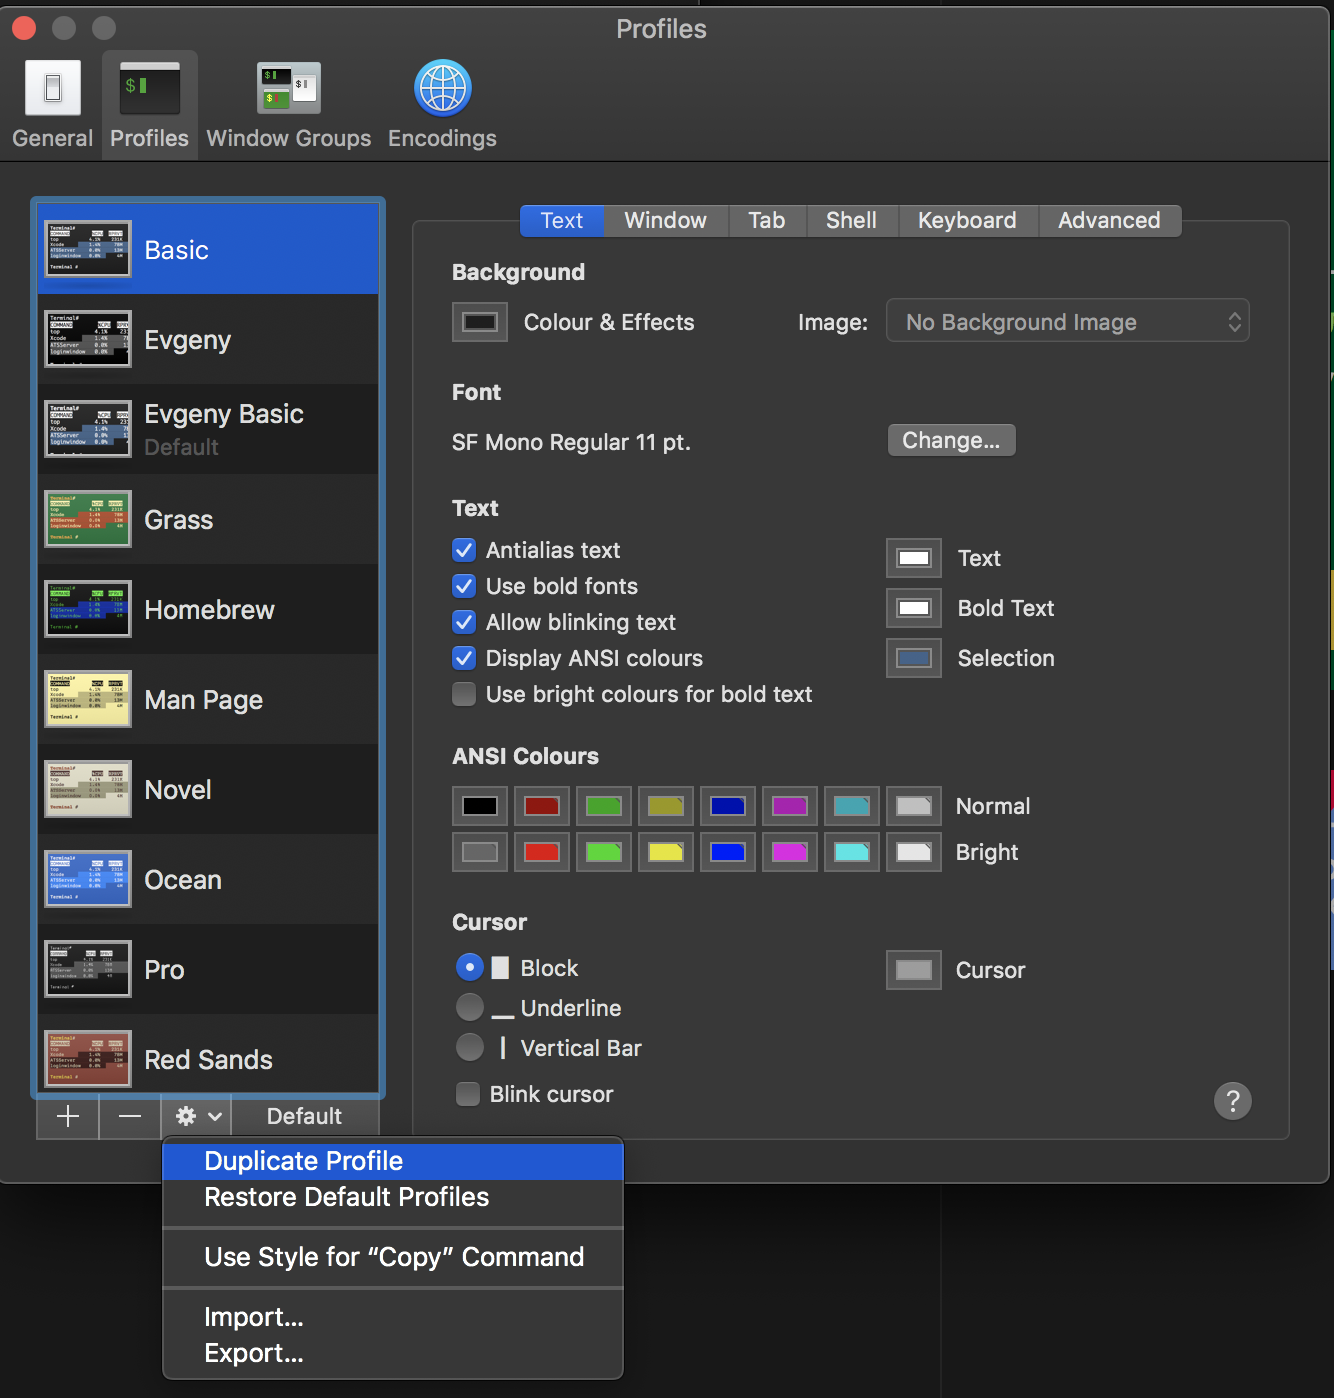 Profiles
General
Profiles
Window Groups
Encodings
Basic
Evgeny
Evgeny Basic
Default
Grass
Homebrew
Man Page
Novel
Ocean
Pro
Red Sands
Default
Text
Window
Tab
Shell
Keyboard
Advanced
Background
Colour & Effects
Image:
No Background Image
Font
SF Mono Regular 11 pt.
Change...
Text
Antialias text
Use bold fonts
Allow blinking text
Display ANSI colours
Use bright colours for bold text
Text
Bold Text
Selection
ANSI Colours
Normal
Bright
Cursor
Block
Underline
Vertical Bar
Blink cursor
Cursor
?
Duplicate Profile
Restore Default Profiles
Use Style for “Copy” Command
Import...
Export...